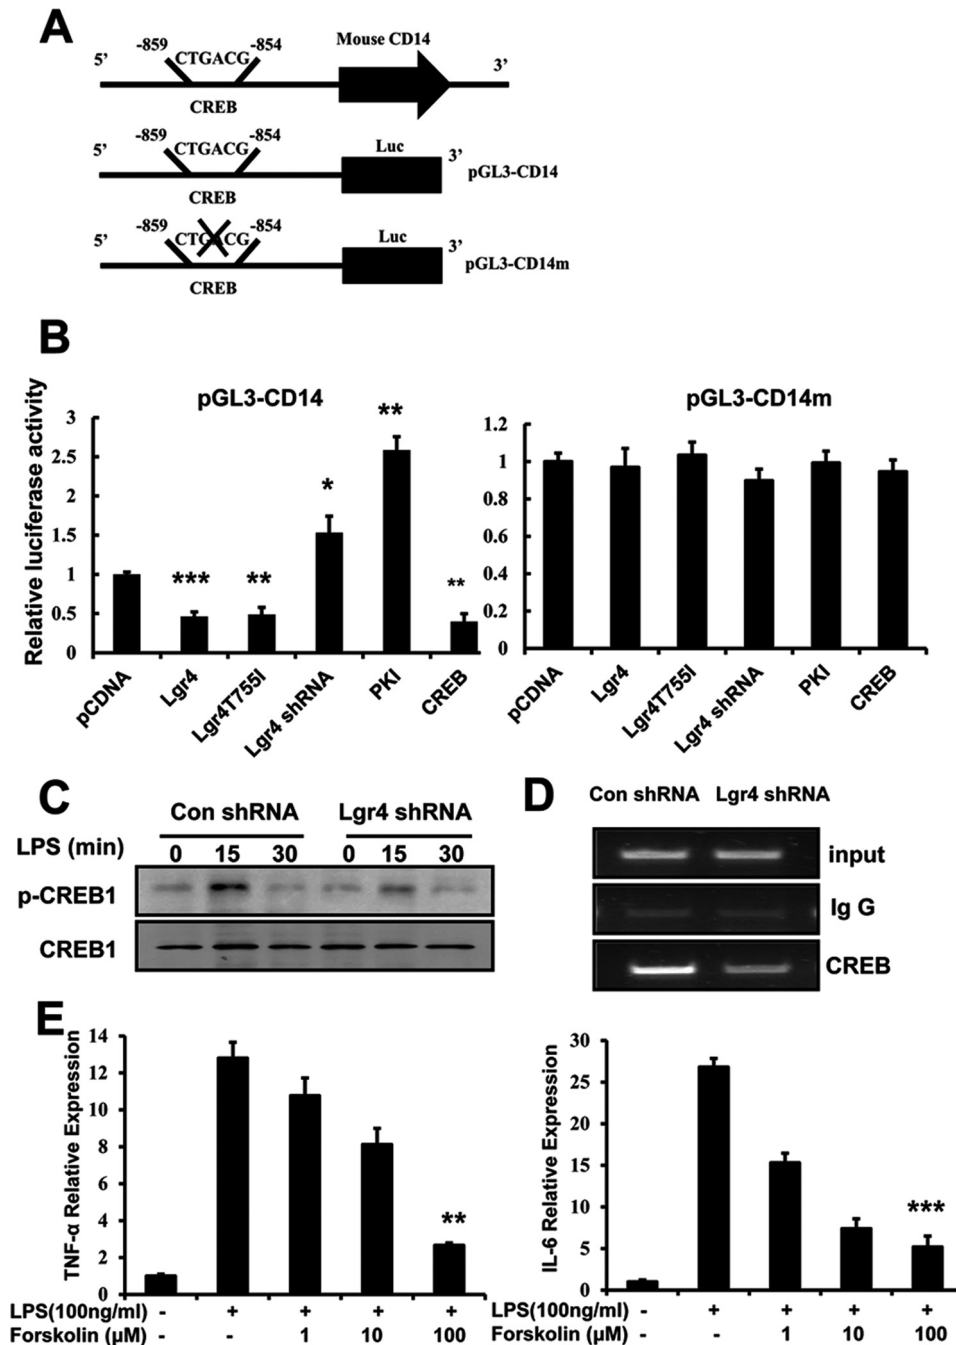 A
Mouse CD14
5' -859 CTGACG -854 3'
CREB
5' -859 CTGACG -854 Luc 3' pGL3-CD14
CREB
5' -859 CTGACG -854 Luc 3' pGL3-CD14m
CREB
B
pGL3-CD14
Relative luciferase activity
3
2.5
2
1.5
1
0.5
0
*** ** * ** **
pCDNA Lgr4 Lgr4T755I Lgr4 shRNA PKI CREB
pGL3-CD14m
1.2
1
0.8
0.6
0.4
0.2
0
pCDNA Lgr4 Lgr4T755I Lgr4 shRNA PKI CREB
C
Con shRNA Lgr4 shRNA
LPS (min) 0 15 30 0 15 30
p-CREB1
CREB1
D
Con shRNA Lgr4 shRNA
input
Ig G
CREB
E
TNF-α Relative Expression
14
12
10
8
6
4
2
0
**
LPS(100ng/ml) - + + + +
Forskolin (μM) - - 1 10 100
IL-6 Relative Expression
30
25
20
15
10
5
0
***
LPS(100ng/ml) - + + + +
Forskolin (μM) - - 1 10 100